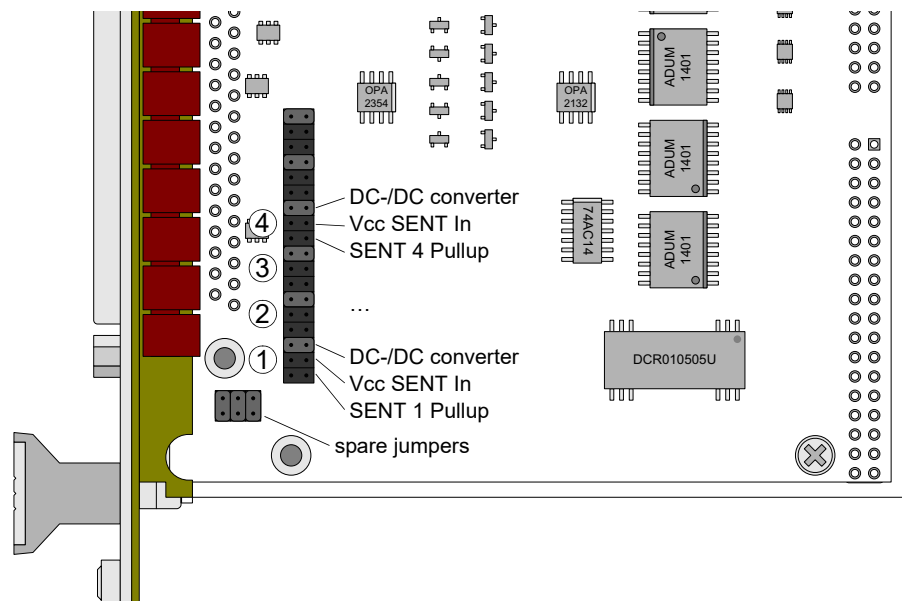 ADUM
1401
OPA
2354
OPA
2132
ADUM
1401
DC-/DC converter
Vcc SENT In
SENT 4 Pullup
4
74AC14
ADUM
1401
3
2
...
1
DC-/DC converter
Vcc SENT In
SENT 1 Pullup
DCR010505U
spare jumpers